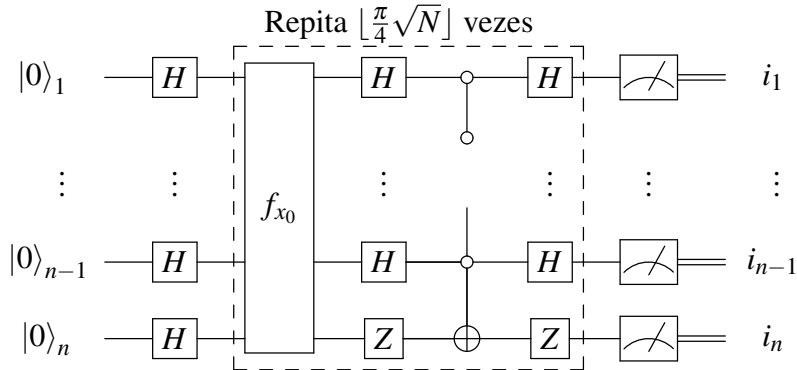 Repita ⌊π/4 √N⌋ vezes
|0⟩₁ H H H i₁
⋮ ⋮ ⋮ ⋮ ⋮ ⋮
f_{x₀}
|0⟩ₙ₋₁ H H H iₙ₋₁
|0⟩ₙ H Z Z iₙ